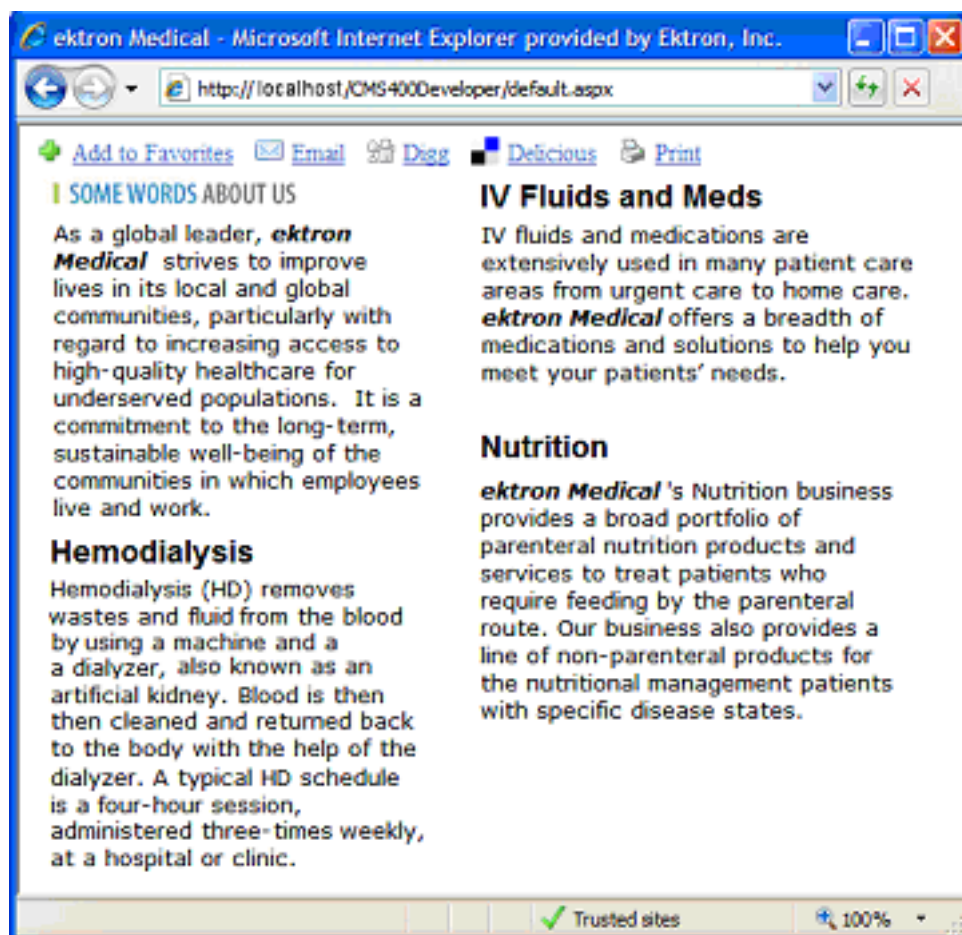 ektron Medical - Microsoft Internet Explorer provided by Ektron, Inc.
http://localhost/CMS400Developer/default.aspx
Add to Favorites Email Digg Delicious Print
SOME WORDS ABOUT US
As a global leader, ektron
Medical strives to improve
lives in its local and global
communities, particularly with
regard to increasing access to
high-quality healthcare for
underserved populations. It is a
commitment to the long-term,
sustainable well-being of the
communities in which employees
live and work.
Hemodialysis
Hemodialysis (HD) removes
wastes and fluid from the blood
by using a machine and a
a dialyzer, also known as an
artificial kidney. Blood is then
then cleaned and returned back
to the body with the help of the
dialyzer. A typical HD schedule
is a four-hour session,
administered three-times weekly,
at a hospital or clinic.
IV Fluids and Meds
IV fluids and medications are
extensively used in many patient care
areas from urgent care to home care.
ektron Medical offers a breadth of
medications and solutions to help you
meet your patients' needs.
Nutrition
ektron Medical 's Nutrition business
provides a broad portfolio of
parenteral nutrition products and
services to treat patients who
require feeding by the parenteral
route. Our business also provides a
line of non-parenteral products for
the nutritional management patients
with specific disease states.
Trusted sites 100%